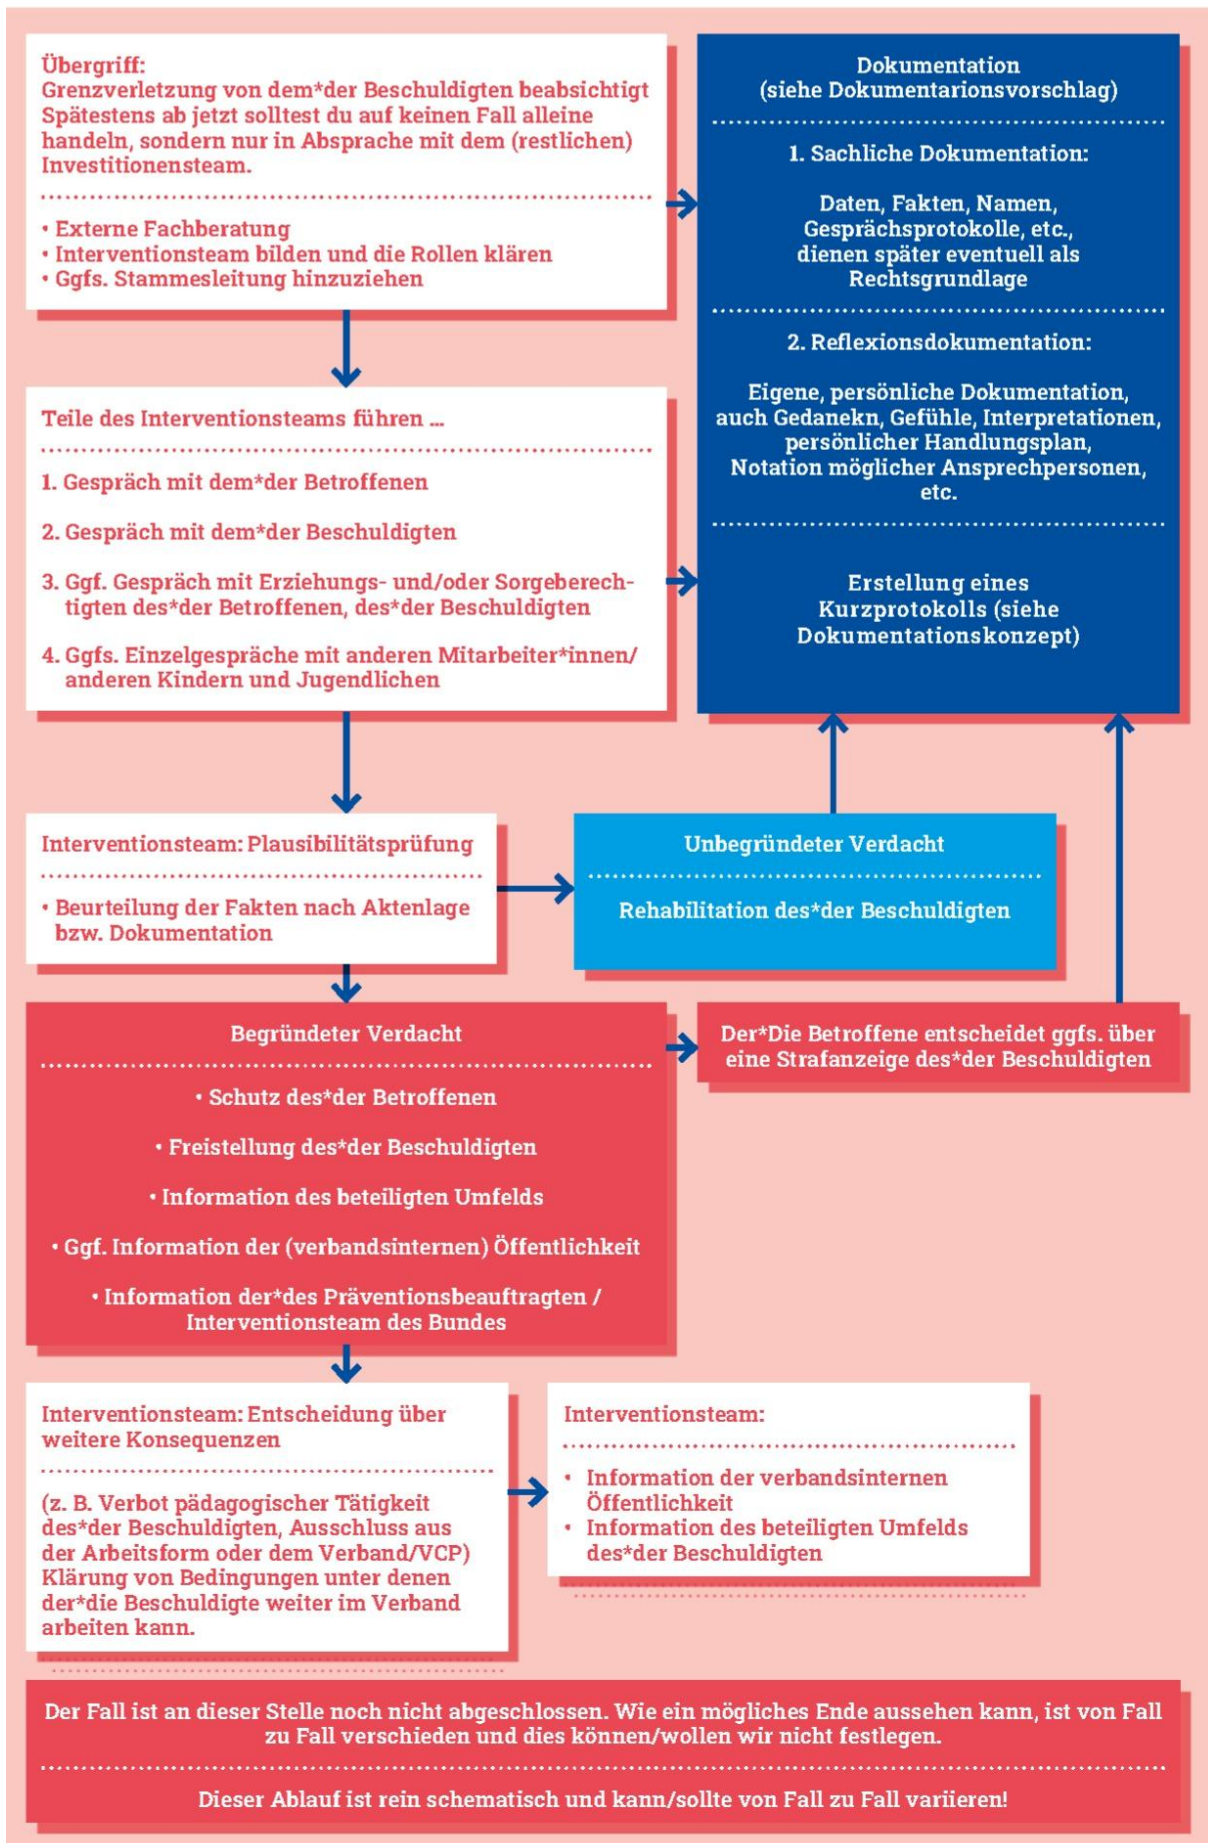 Übergriff:
Grenzverletzung von dem*der Beschuldigten beabsichtigt
Spätestens ab jetzt solltest du auf keinen Fall alleine
handeln, sondern nur in Absprache mit dem (restlichen)
Investitionensteam.
• Externe Fachberatung
• Interventionsteam bilden und die Rollen klären
• Ggfs. Stammesleitung hinzuziehen
Dokumentation
(siehe Dokumentarionsvorschlag)
1. Sachliche Dokumentation:
Daten, Fakten, Namen,
Gesprächsprotokolle, etc.,
dienen später eventuell als
Rechtsgrundlage
2. Reflexionsdokumentation:
Eigene, persönliche Dokumentation,
auch Gedanekn, Gefühle, Interpretationen,
persönlicher Handlungsplan,
Notation möglicher Ansprechpersonen,
etc.
Erstellung eines
Kurzprotokolls (siehe
Dokumentationskonzept)
Teile des Interventionsteams führen ...
1. Gespräch mit dem*der Betroffenen
2. Gespräch mit dem*der Beschuldigten
3. Ggf. Gespräch mit Erziehungs- und/oder Sorgeberech-
tigten des*der Betroffenen, des*der Beschuldigten
4. Ggfs. Einzelgespräche mit anderen Mitarbeiter*innen/
anderen Kindern und Jugendlichen
Interventionsteam: Plausibilitätsprüfung
• Beurteilung der Fakten nach Aktenlage
bzw. Dokumentation
Unbegründeter Verdacht
Rehabilitation des*der Beschuldigten
Begründeter Verdacht
• Schutz des*der Betroffenen
• Freistellung des*der Beschuldigten
• Information des beteiligten Umfelds
• Ggf. Information der (verbandsinternen) Öffentlichkeit
• Information der*des Präventionsbeauftragten /
Interventionsteam des Bundes
Der*Die Betroffene entscheidet ggfs. über
eine Strafanzeige des*der Beschuldigten
Interventionsteam: Entscheidung über
weitere Konsequenzen
(z. B. Verbot pädagogischer Tätigkeit
des*der Beschuldigten, Ausschluss aus
der Arbeitsform oder dem Verband/VCP)
Klärung von Bedingungen unter denen
der*die Beschuldigte weiter im Verband
arbeiten kann.
Interventionsteam:
• Information der verbandsinternen
Öffentlichkeit
• Information des beteiligten Umfelds
des*der Beschuldigten
Der Fall ist an dieser Stelle noch nicht abgeschlossen. Wie ein mögliches Ende aussehen kann, ist von Fall
zu Fall verschieden und dies können/wollen wir nicht festlegen.
Dieser Ablauf ist rein schematisch und kann/sollte von Fall zu Fall variieren!